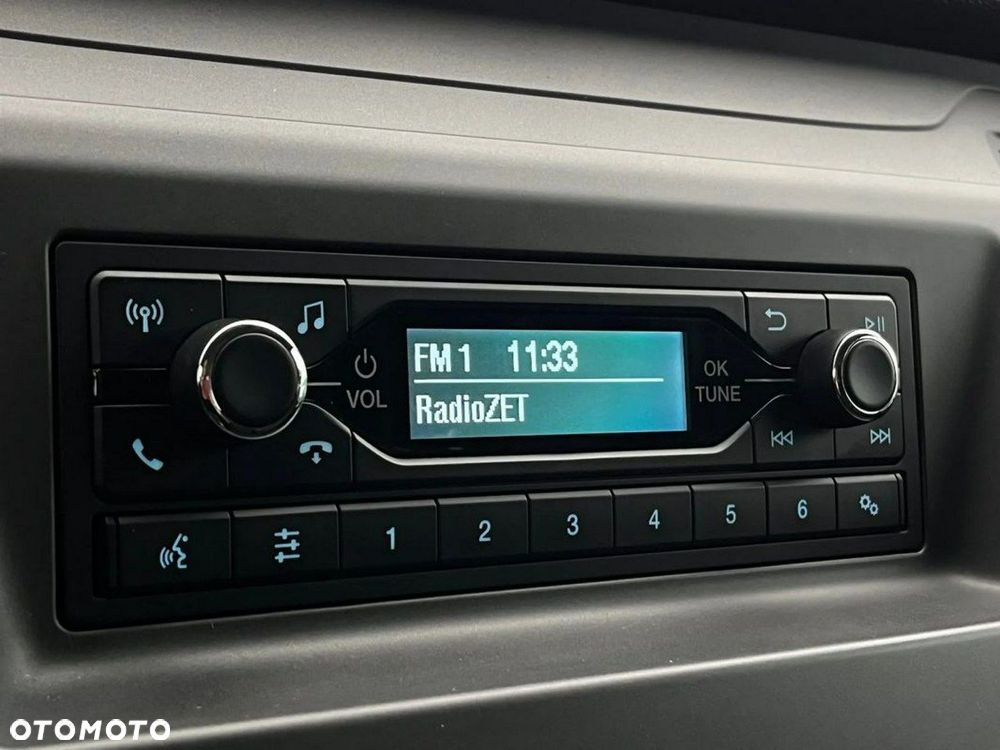 FM 1 11:33
RadioZET
VOL
OK
TUNE
1 2 3 4 5 6
OTOMOTO